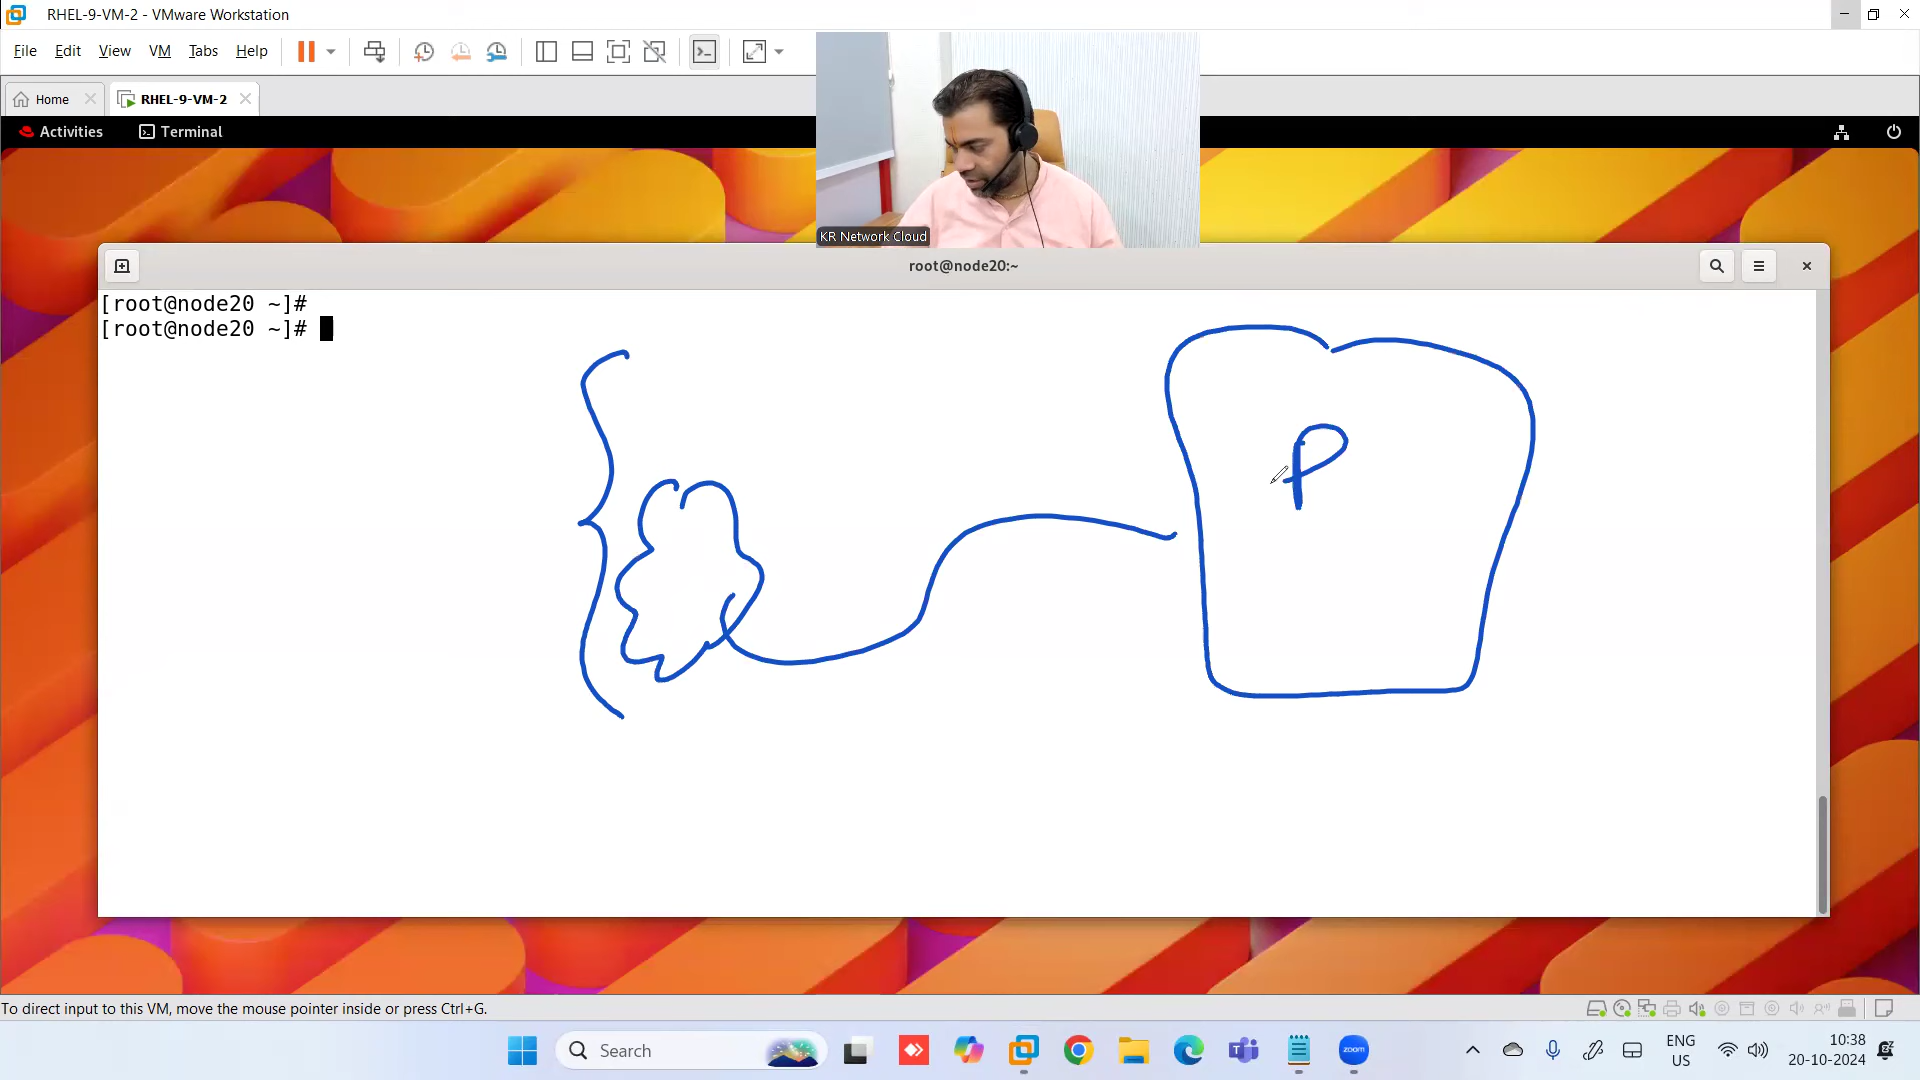 RHEL-9-VM-2 - VMware Workstation
File Edit View VM Tabs Help
Home RHEL-9-VM-2
Activities Terminal
KR Network Cloud
root@node20:~
[root@node20 ~]#
[root@node20 ~]#
P
To direct input to this VM, move the mouse pointer inside or press Ctrl+G.
Search
zoom
ENG
US
10:38
20-10-2024